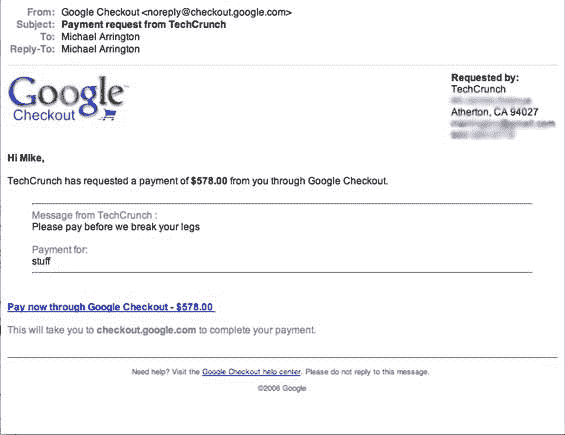 From: Google Checkout <noreply@checkout.google.com>
Subject: Payment request from TechCrunch
To: Michael Arrington
Reply-To: Michael Arrington
Google™
Checkout
Requested by:
TechCrunch
Atherton, CA 94027
Hi Mike,
TechCrunch has requested a payment of $578.00 from you through Google Checkout.
Message from TechCrunch :
Please pay before we break your legs
Payment for:
stuff
Pay now through Google Checkout - $578.00
This will take you to checkout.google.com to complete your payment.
Need help? Visit the Google Checkout help center. Please do not reply to this message.
©2006 Google